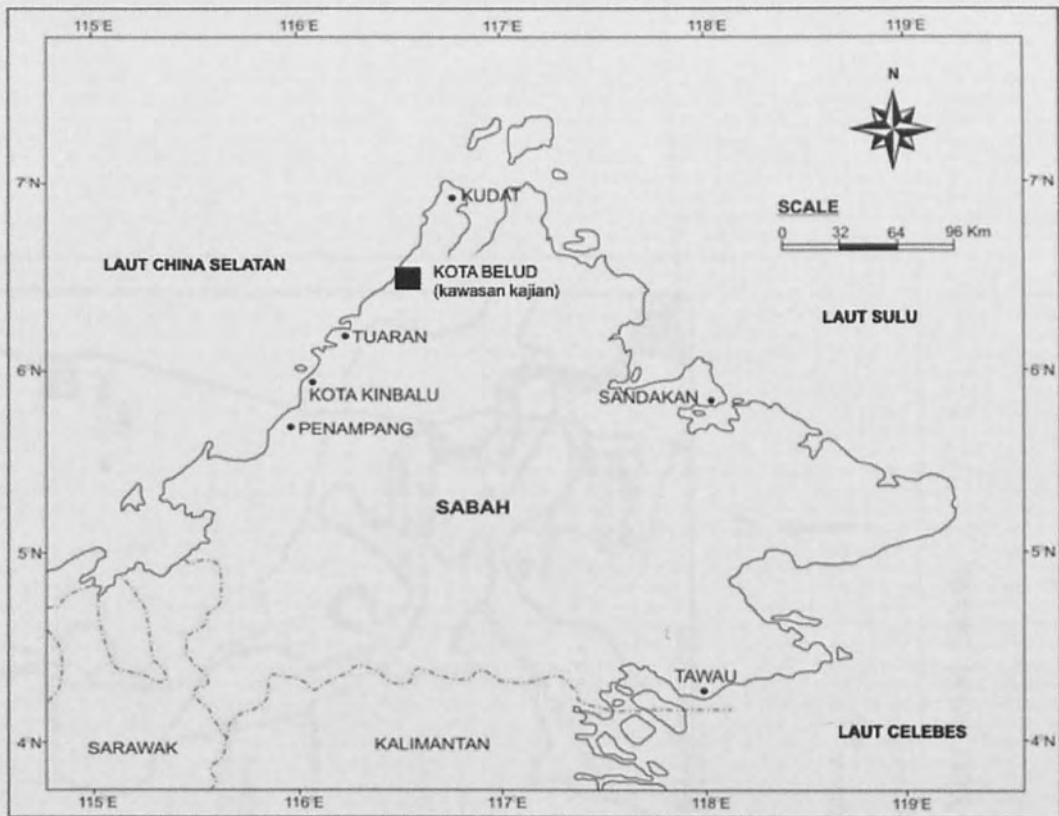 115°E 116°E 117°E 118°E 119°E
N
7°N 7°N
KUDAT
SCALE
0 32 64 96 Km
LAUT CHINA SELATAN
KOTA BELUD
(kawasan kajian)
LAUT SULU
TUARAN
6°N 6°N
KOTA KINBALU
SANDAKAN
PENAMPANG
SABAH
5°N 5°N
TAWAU
LAUT CELEBES
4°N 4°N
SARAWAK
KALIMANTAN
115°E 116°E 117°E 118°E 119°E